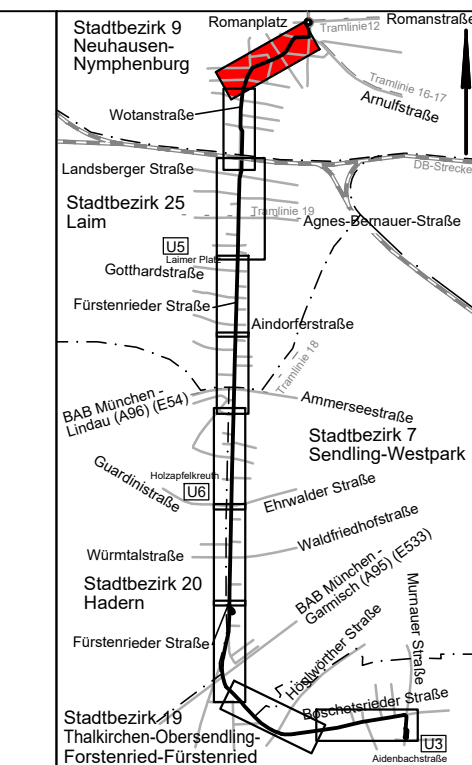 Stadtbezirk 9
Neuhausen-
Nymphenburg
Romanplatz
Tramlinie12
Romanstraße
Tramlinie 16-17
Arnulfstraße
Wotanstraße
Landsberger Straße
DB-Strecke
Stadtbezirk 25
Laim
Tramlinie 19
Agnes-Bernauer-Straße
U5
Laimer Platz
Gotthardstraße
Fürstenrieder Straße
Aindorferstraße
Tramlinie 18
BAB München -
Lindau (A96) (E54)
Ammerseestraße
Stadtbezirk 7
Sendling-Westpark
Guardinistraße
Holzapfelkreuth
U6
Ehrwalder Straße
Waldfriedhofstraße
Würmtalstraße
BAB München -
Garmisch (A95) (E533)
Stadtbezirk 20
Hadern
Murnauer Straße
Höglwörther Straße
Fürstenrieder Straße
Boschetsrieder Straße
Stadtbezirk 19
Thalkirchen-Obersendling-
Forstenried-Fürstenried
U3
Aidenbachstraße